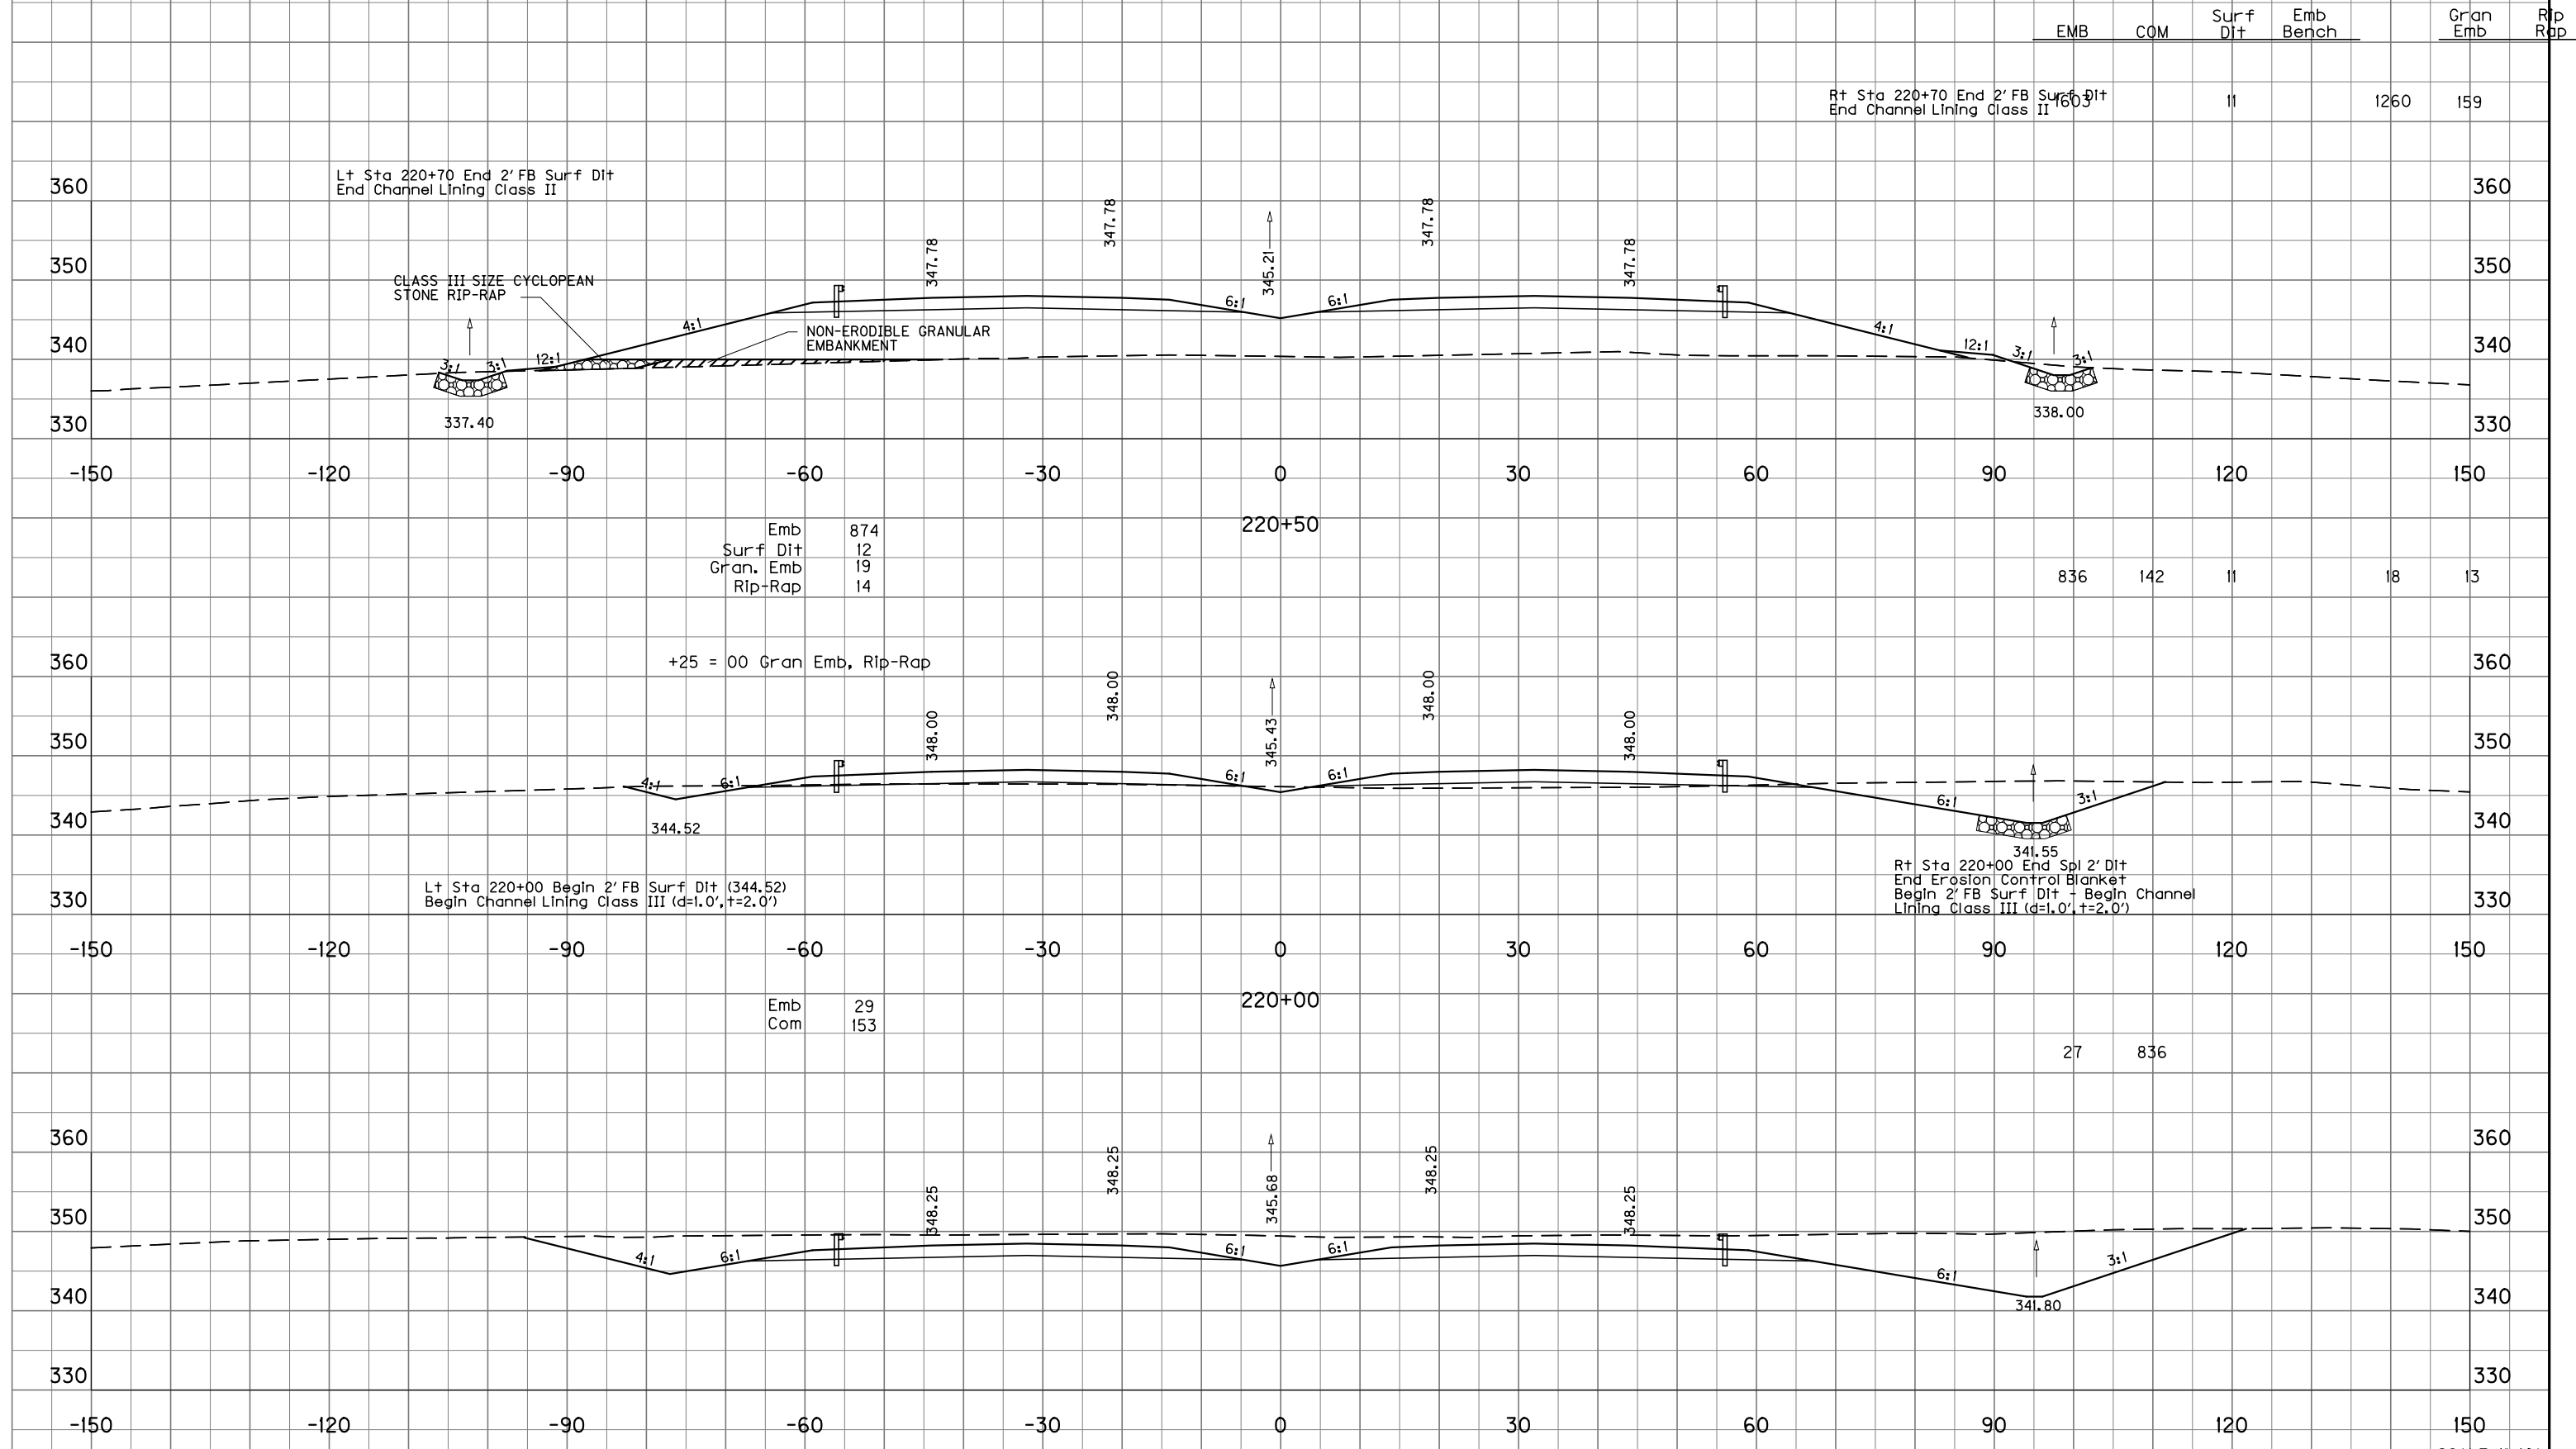 Surf Emb Gran Rip
EMB COM Dit Bench Emb Rap
Rt Sta 220+70 End 2' FB Surf Dit
End Channel Lining Class II
1603 11 1260 159
Lt Sta 220+70 End 2' FB Surf Dit
End Channel Lining Class II
360 360
347.78 347.78 345.21 347.78 347.78
350 350
CLASS III SIZE CYCLOPEAN
STONE RIP-RAP
6:1 6:1
4:1 4:1
NON-ERODIBLE GRANULAR
EMBANKMENT
340 340
3:1 3:1 12:1 12:1 3:1 3:1
337.40 338.00
330 330
-150 -120 -90 -60 -30 0 30 60 90 120 150
220+50
Emb 874
Surf Dit 12
Gran. Emb 19
Rip-Rap 14
836 142 11 18 13
+25 = 00 Gran Emb, Rip-Rap
360 360
348.00 348.00 345.43 348.00 348.00
350 350
4:1 6:1 6:1 6:1 6:1 3:1
340 340
344.52 341.55
Rt Sta 220+00 End Spl 2' Dit
End Erosion Control Blanket
Begin 2' FB Surf Dit - Begin Channel
Lining Class III (d=1.0', t=2.0')
Lt Sta 220+00 Begin 2' FB Surf Dit (344.52)
Begin Channel Lining Class III (d=1.0', t=2.0')
330 330
-150 -120 -90 -60 -30 0 30 60 90 120 150
220+00
Emb 29
Com 153
27 836
360 360
348.25 348.25 345.68 348.25 348.25
350 350
4:1 6:1 6:1 6:1 6:1 3:1
340 340
341.80
330 330
-150 -120 -90 -60 -30 0 30 60 90 120 150